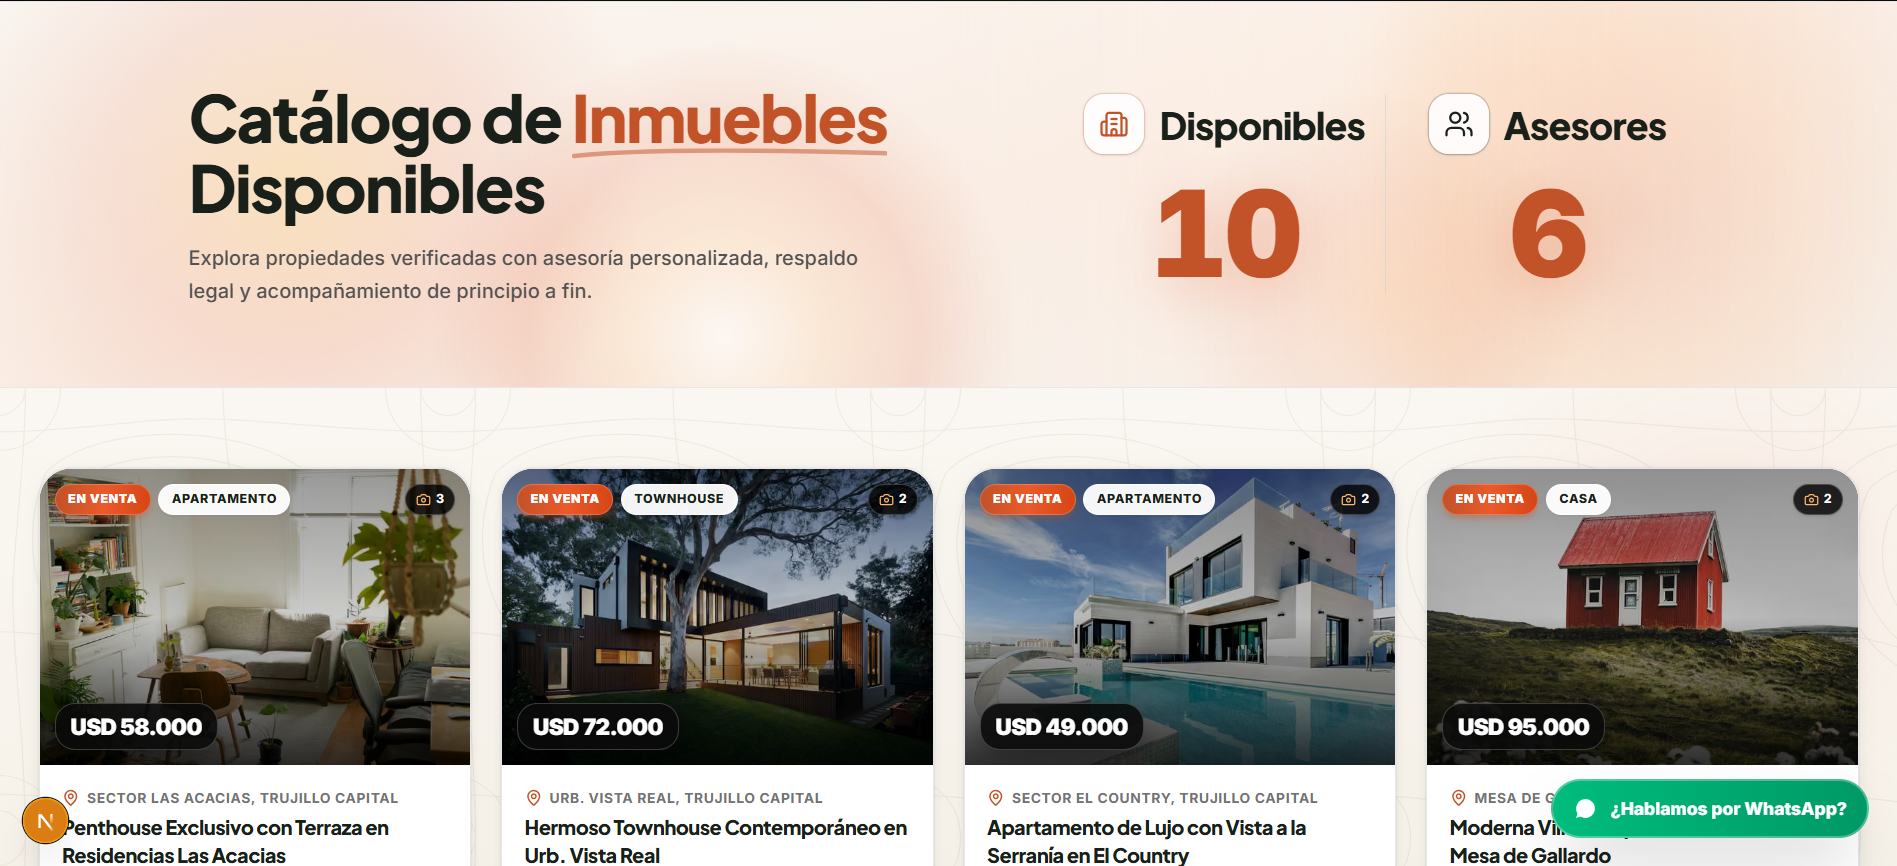 Catálogo de Inmuebles
Disponibles
Explora propiedades verificadas con asesoría personalizada, respaldo
legal y acompañamiento de principio a fin.
Disponibles
10
Asesores
6
EN VENTA
APARTAMENTO
3
USD 58.000
SECTOR LAS ACACIAS, TRUJILLO CAPITAL
Penthouse Exclusivo con Terraza en
Residencias Las Acacias
EN VENTA
TOWNHOUSE
2
USD 72.000
URB. VISTA REAL, TRUJILLO CAPITAL
Hermoso Townhouse Contemporáneo en
Urb. Vista Real
EN VENTA
APARTAMENTO
2
USD 49.000
SECTOR EL COUNTRY, TRUJILLO CAPITAL
Apartamento de Lujo con Vista a la
Serranía en El Country
EN VENTA
CASA
2
USD 95.000
MESA DE
Moderna
Mesa de Gallardo
N
¿Hablamos por WhatsApp?